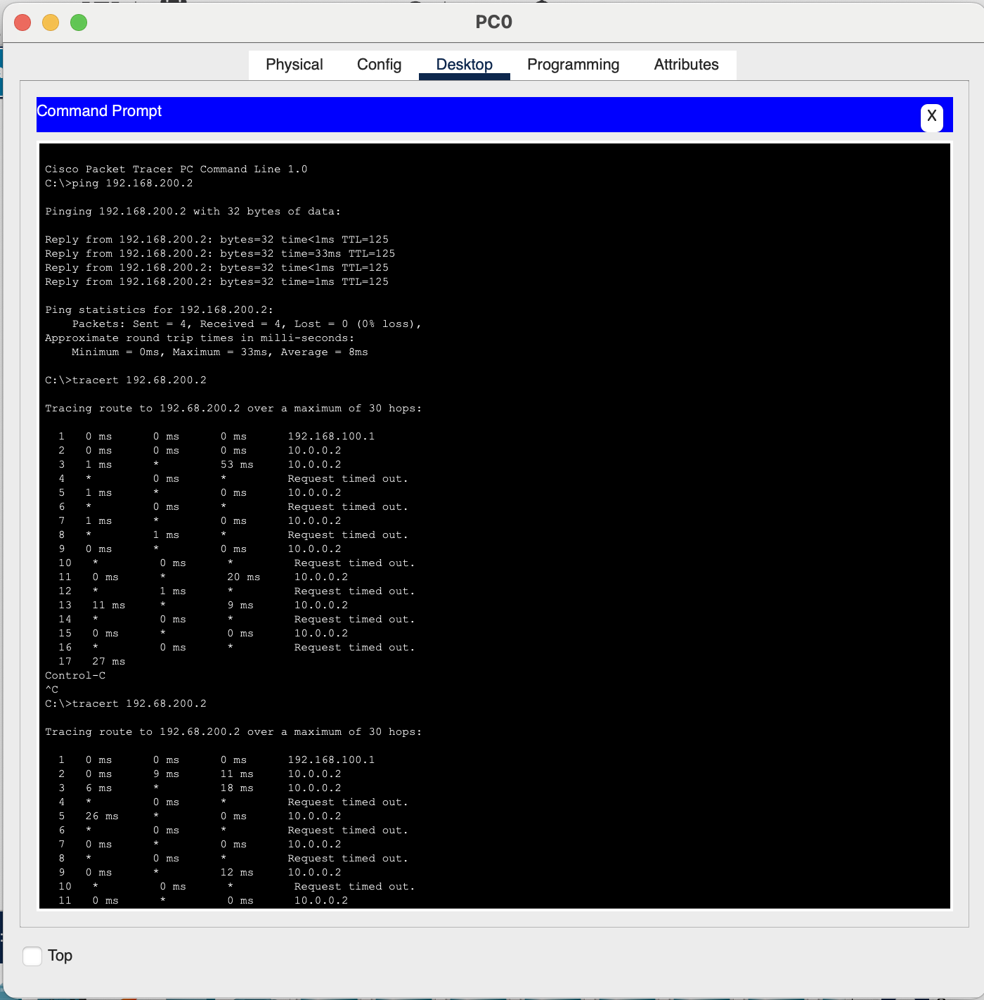 PC0
Physical Config Desktop Programming Attributes
Command Prompt X
Cisco Packet Tracer PC Command Line 1.0
C:\>ping 192.168.200.2
Pinging 192.168.200.2 with 32 bytes of data:
Reply from 192.168.200.2: bytes=32 time<1ms TTL=125
Reply from 192.168.200.2: bytes=32 time=33ms TTL=125
Reply from 192.168.200.2: bytes=32 time<1ms TTL=125
Reply from 192.168.200.2: bytes=32 time=1ms TTL=125
Ping statistics for 192.168.200.2:
Packets: Sent = 4, Received = 4, Lost = 0 (0% loss),
Approximate round trip times in milli-seconds:
Minimum = 0ms, Maximum = 33ms, Average = 8ms
C:\>tracert 192.68.200.2
Tracing route to 192.68.200.2 over a maximum of 30 hops:
1 0 ms 0 ms 0 ms 192.168.100.1
2 0 ms 0 ms 0 ms 10.0.0.2
3 1 ms * 53 ms 10.0.0.2
4 * 0 ms * Request timed out.
5 1 ms * 0 ms 10.0.0.2
6 * 0 ms * Request timed out.
7 1 ms * 0 ms 10.0.0.2
8 * 1 ms * Request timed out.
9 0 ms * 0 ms 10.0.0.2
10 * 0 ms * Request timed out.
11 0 ms * 20 ms 10.0.0.2
12 * 1 ms * Request timed out.
13 11 ms * 9 ms 10.0.0.2
14 * 0 ms * Request timed out.
15 0 ms * 0 ms 10.0.0.2
16 * 0 ms * Request timed out.
17 27 ms
Control-C
^C
C:\>tracert 192.68.200.2
Tracing route to 192.68.200.2 over a maximum of 30 hops:
1 0 ms 0 ms 0 ms 192.168.100.1
2 0 ms 9 ms 11 ms 10.0.0.2
3 6 ms * 18 ms 10.0.0.2
4 * 0 ms * Request timed out.
5 26 ms * 0 ms 10.0.0.2
6 * 0 ms * Request timed out.
7 0 ms * 0 ms 10.0.0.2
8 * 0 ms * Request timed out.
9 0 ms * 12 ms 10.0.0.2
10 * 0 ms * Request timed out.
11 0 ms * 0 ms 10.0.0.2
Top